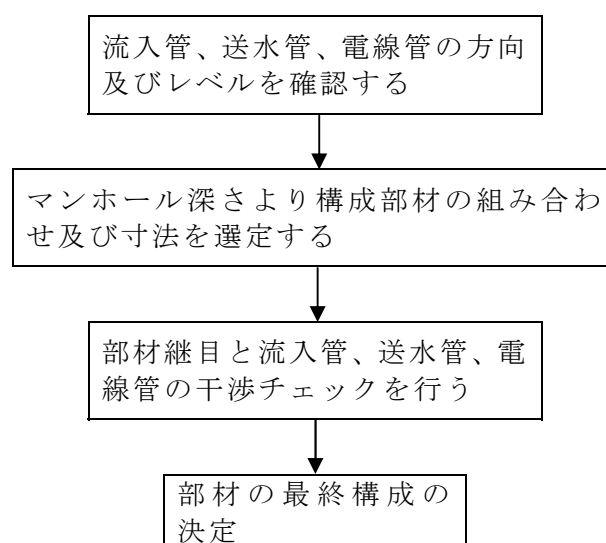 流入管、送水管、電線管の方向
及びレベルを確認する
マンホール深さより構成部材の組み合わ
せ及び寸法を選定する
部材継目と流入管、送水管、電
線管の干渉チェックを行う
部材の最終構成の
決定